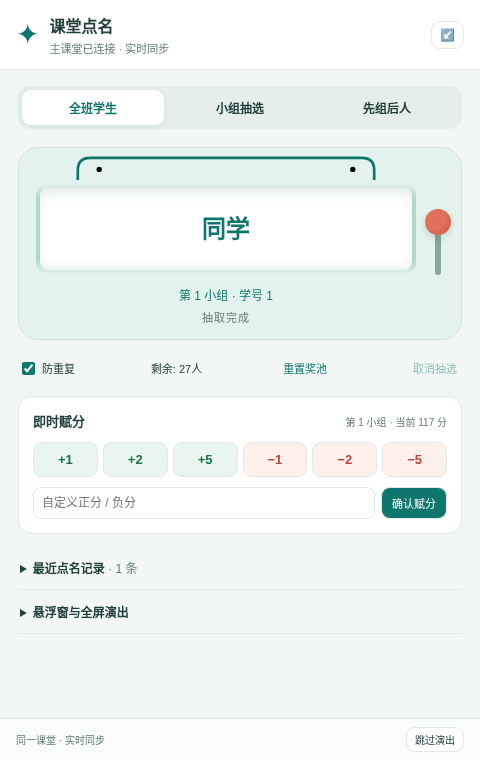 课堂点名
主课堂已连接 · 实时同步
全班学生 小组抽选 先组后人
同学
第 1 小组 · 学号 1
抽取完成
防重复 剩余: 27人 重置奖池 取消抽选
即时赋分 第 1 小组 · 当前 117 分
+1 +2 +5 −1 −2 −5
自定义正分 / 负分 确认赋分
最近点名记录 · 1 条
悬浮窗与全屏演出
同一课堂 · 实时同步 跳过演出